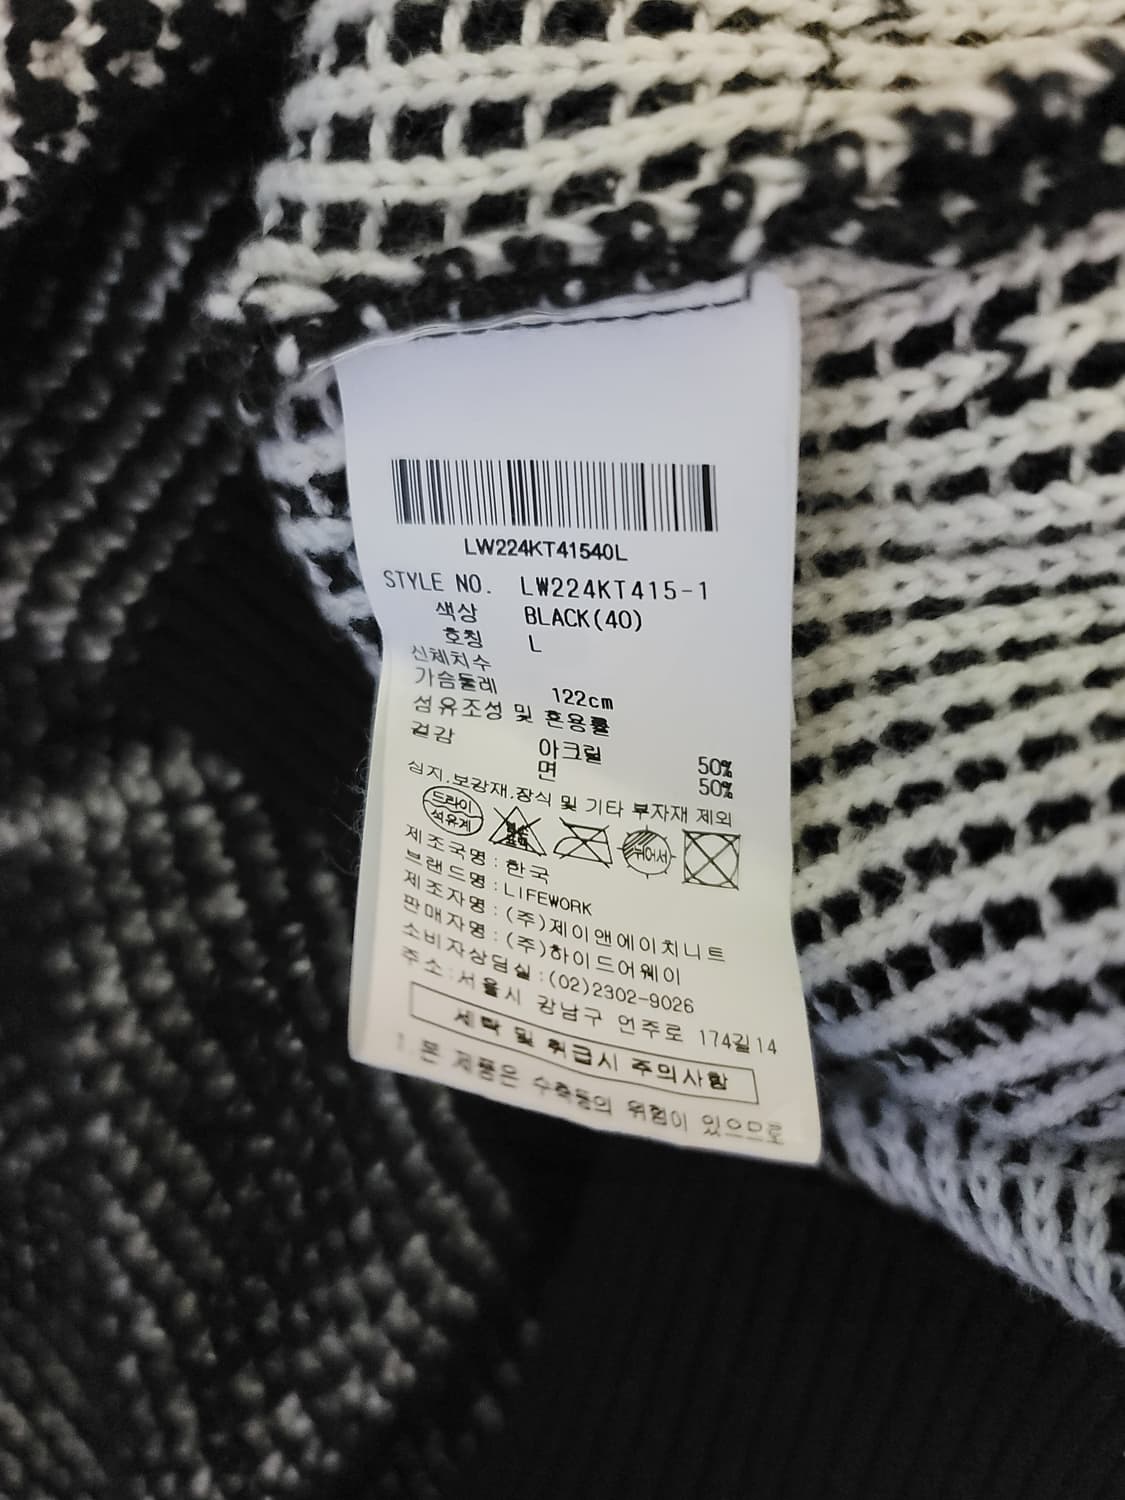 LW224KT41540L
STYLE NO. LW224KT415-1
색상 BLACK(40)
호칭 L
신체치수
가슴둘레 122cm
섬유조성 및 혼용률
겉감 아크릴 50%
면 50%
심지.보강재.장식 및 기타 부자재 제외
드라이
석유계
염소
표백
뉘어서
제조국명:한국
브랜드명:LIFEWORK
제조자명:(주)제이앤에이치니트
판매자명:(주)하이드어웨이
소비자상담실:(02)2302-9026
주소:서울시 강남구 언주로 174길14
세탁 및 취급시 주의사항
1.본 제품은 수축등의 위험이 있으므로